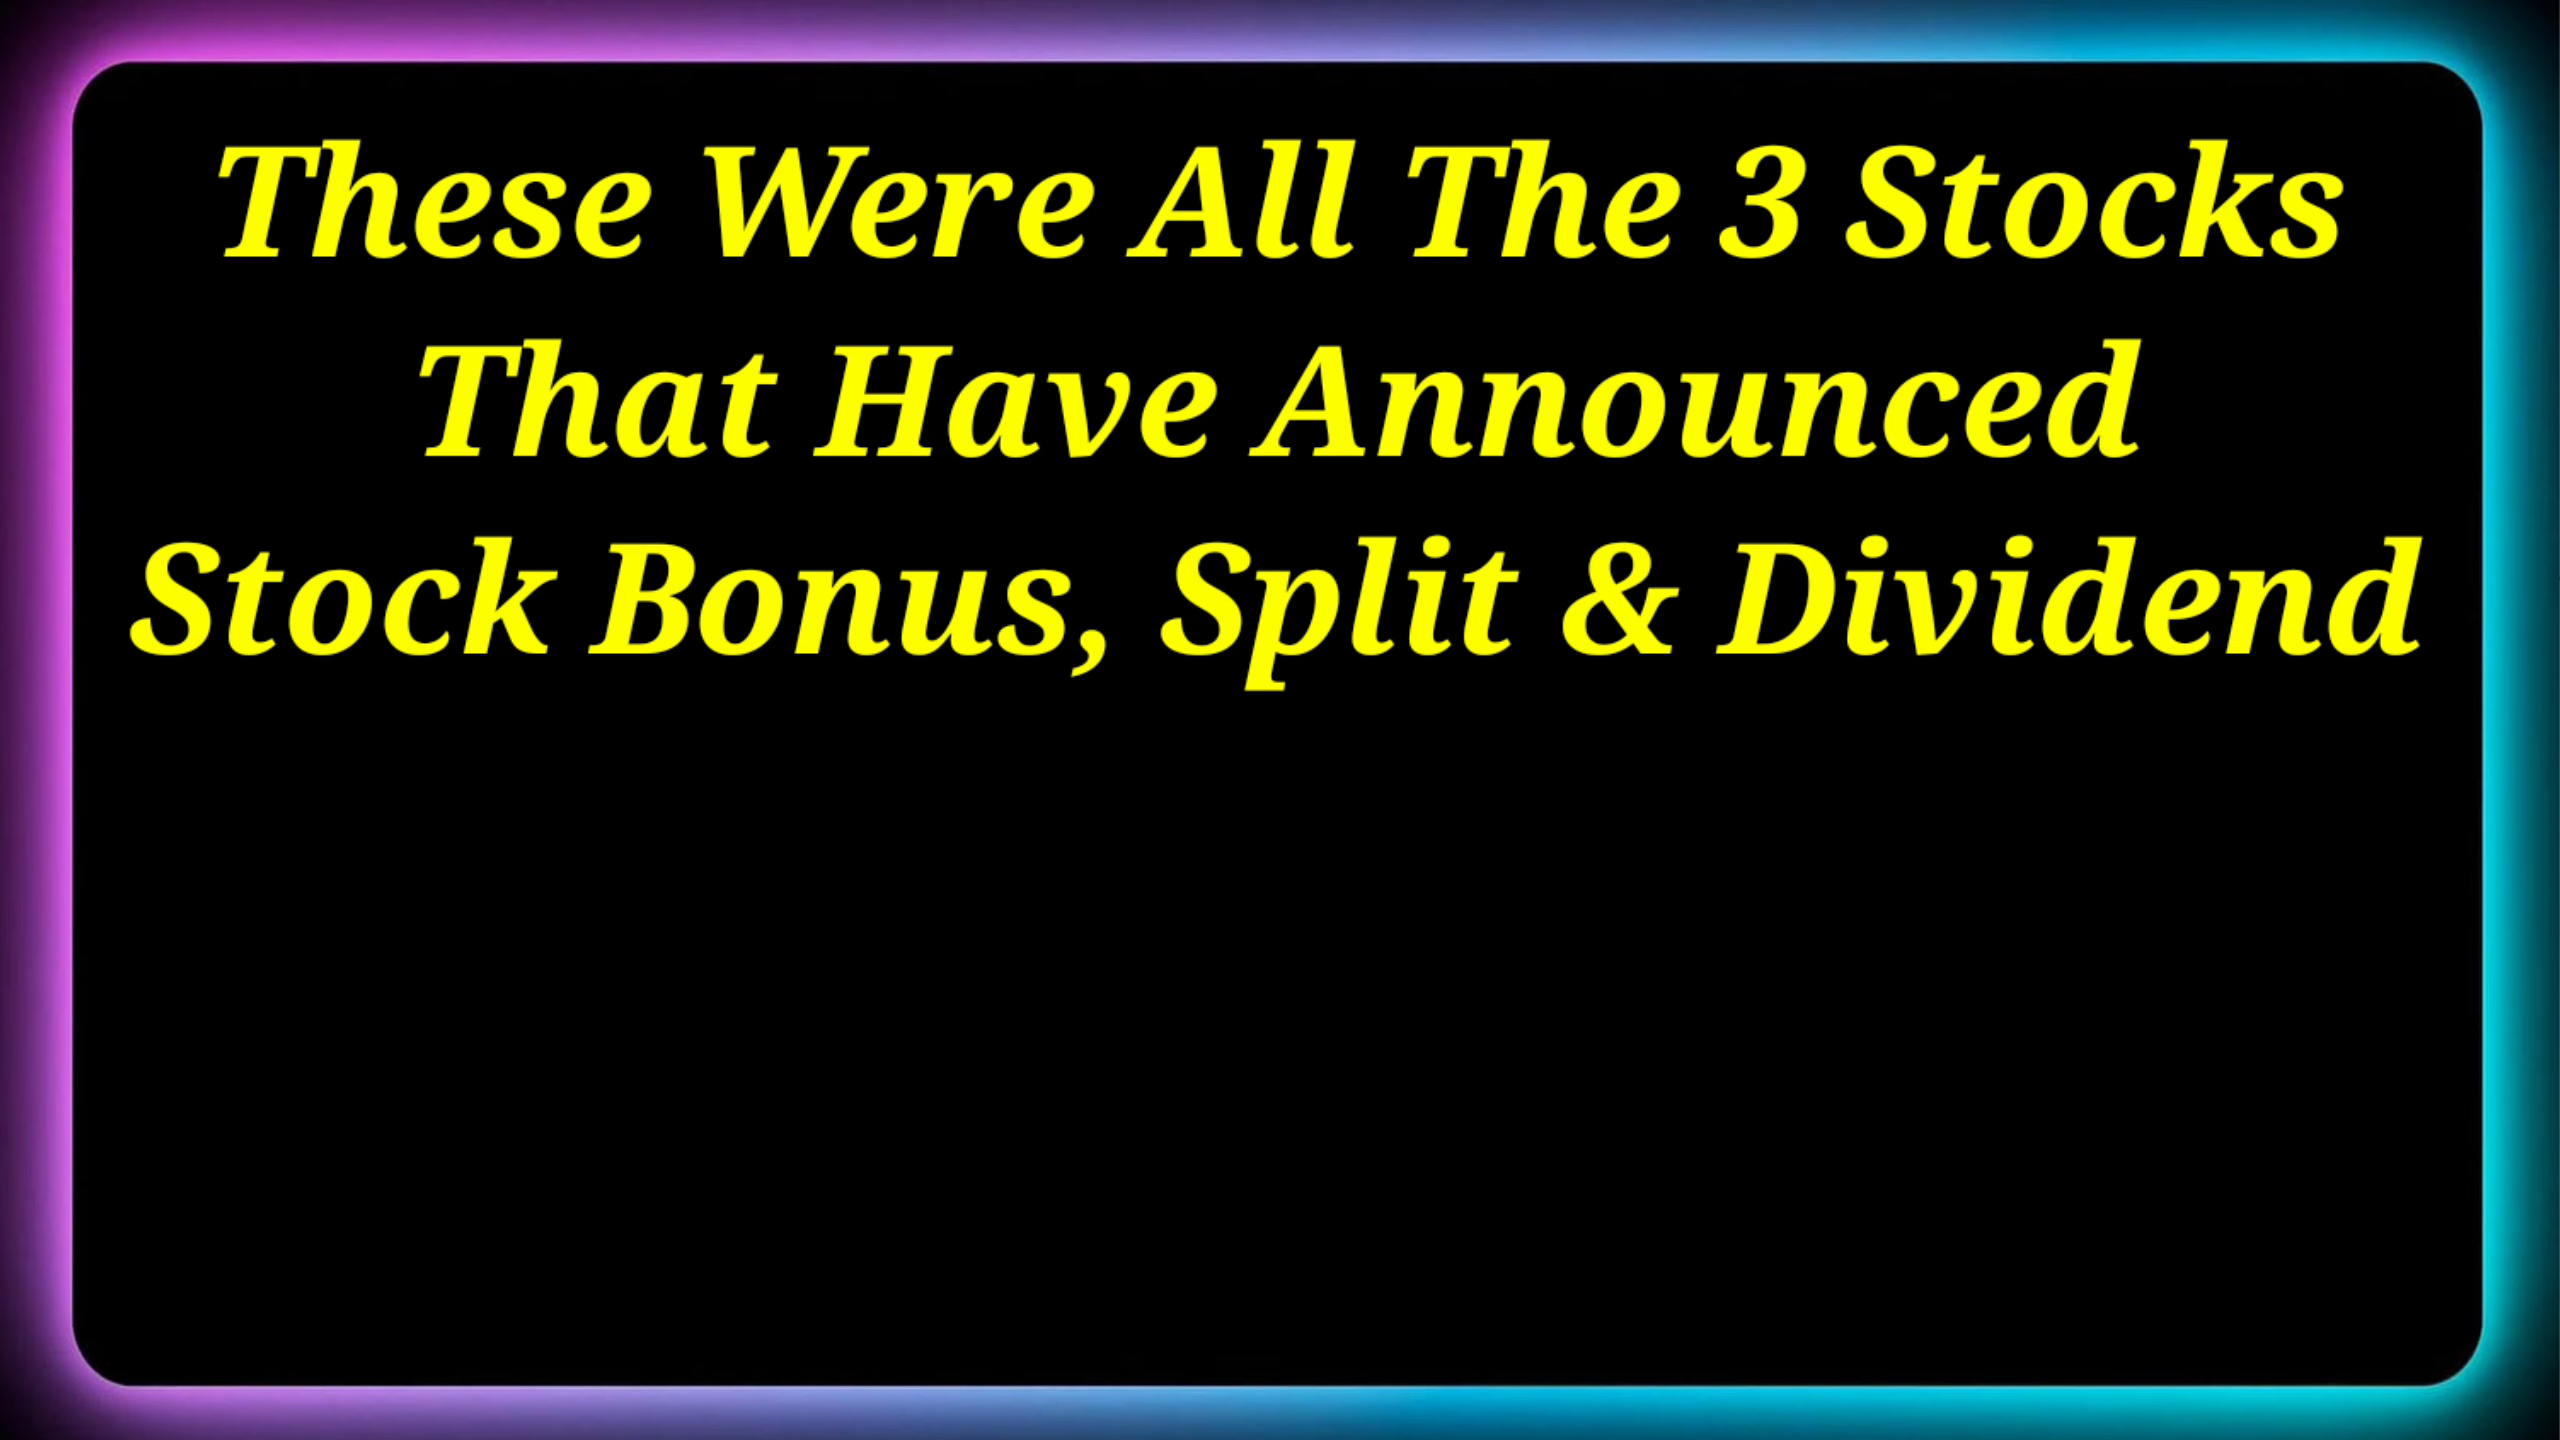 These Were All The 3 Stocks
That Have Announced
Stock Bonus, Split & Dividend